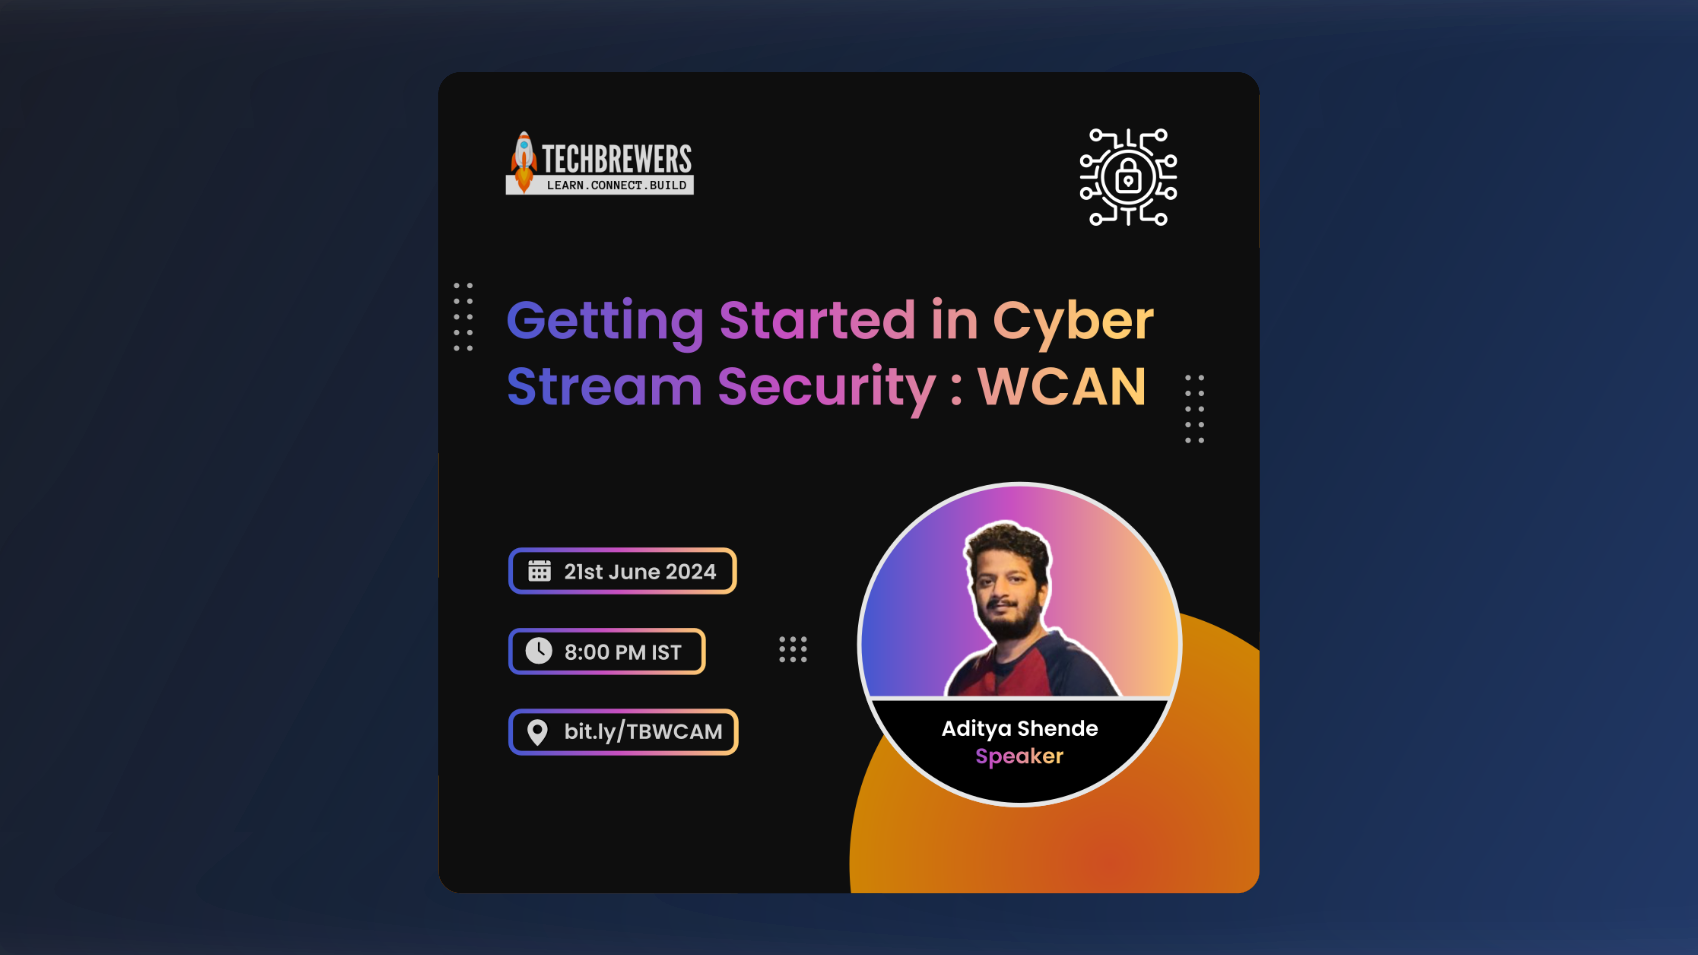 TECHBREWERS
LEARN.CONNECT.BUILD
Getting Started in Cyber
Stream Security : WCAN
21st June 2024
8:00 PM IST
bit.ly/TBWCAM
Aditya Shende
Speaker